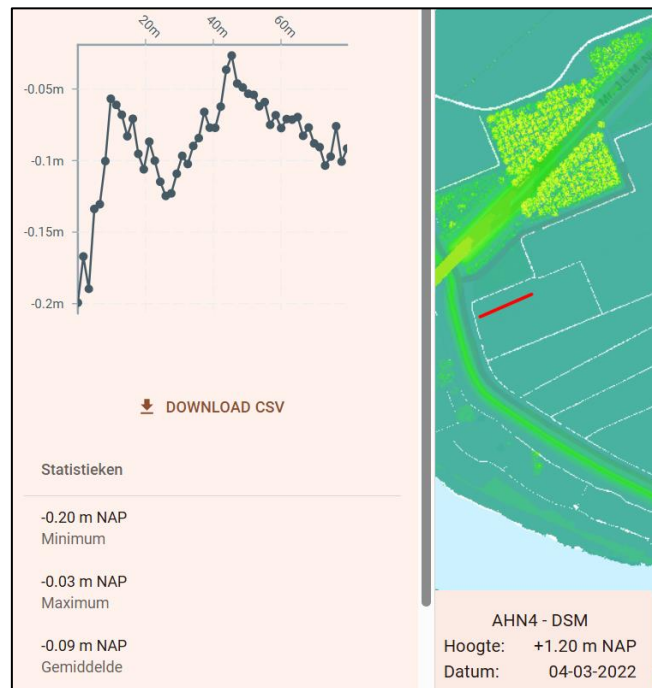 20m
40m
60m
-0.05m
-0.1m
-0.15m
-0.2m
DOWNLOAD CSV
Statistieken
-0.20 m NAP
Minimum
-0.03 m NAP
Maximum
-0.09 m NAP
Gemiddelde
AHN4 - DSM
Hoogte: +1.20 m NAP
Datum: 04-03-2022